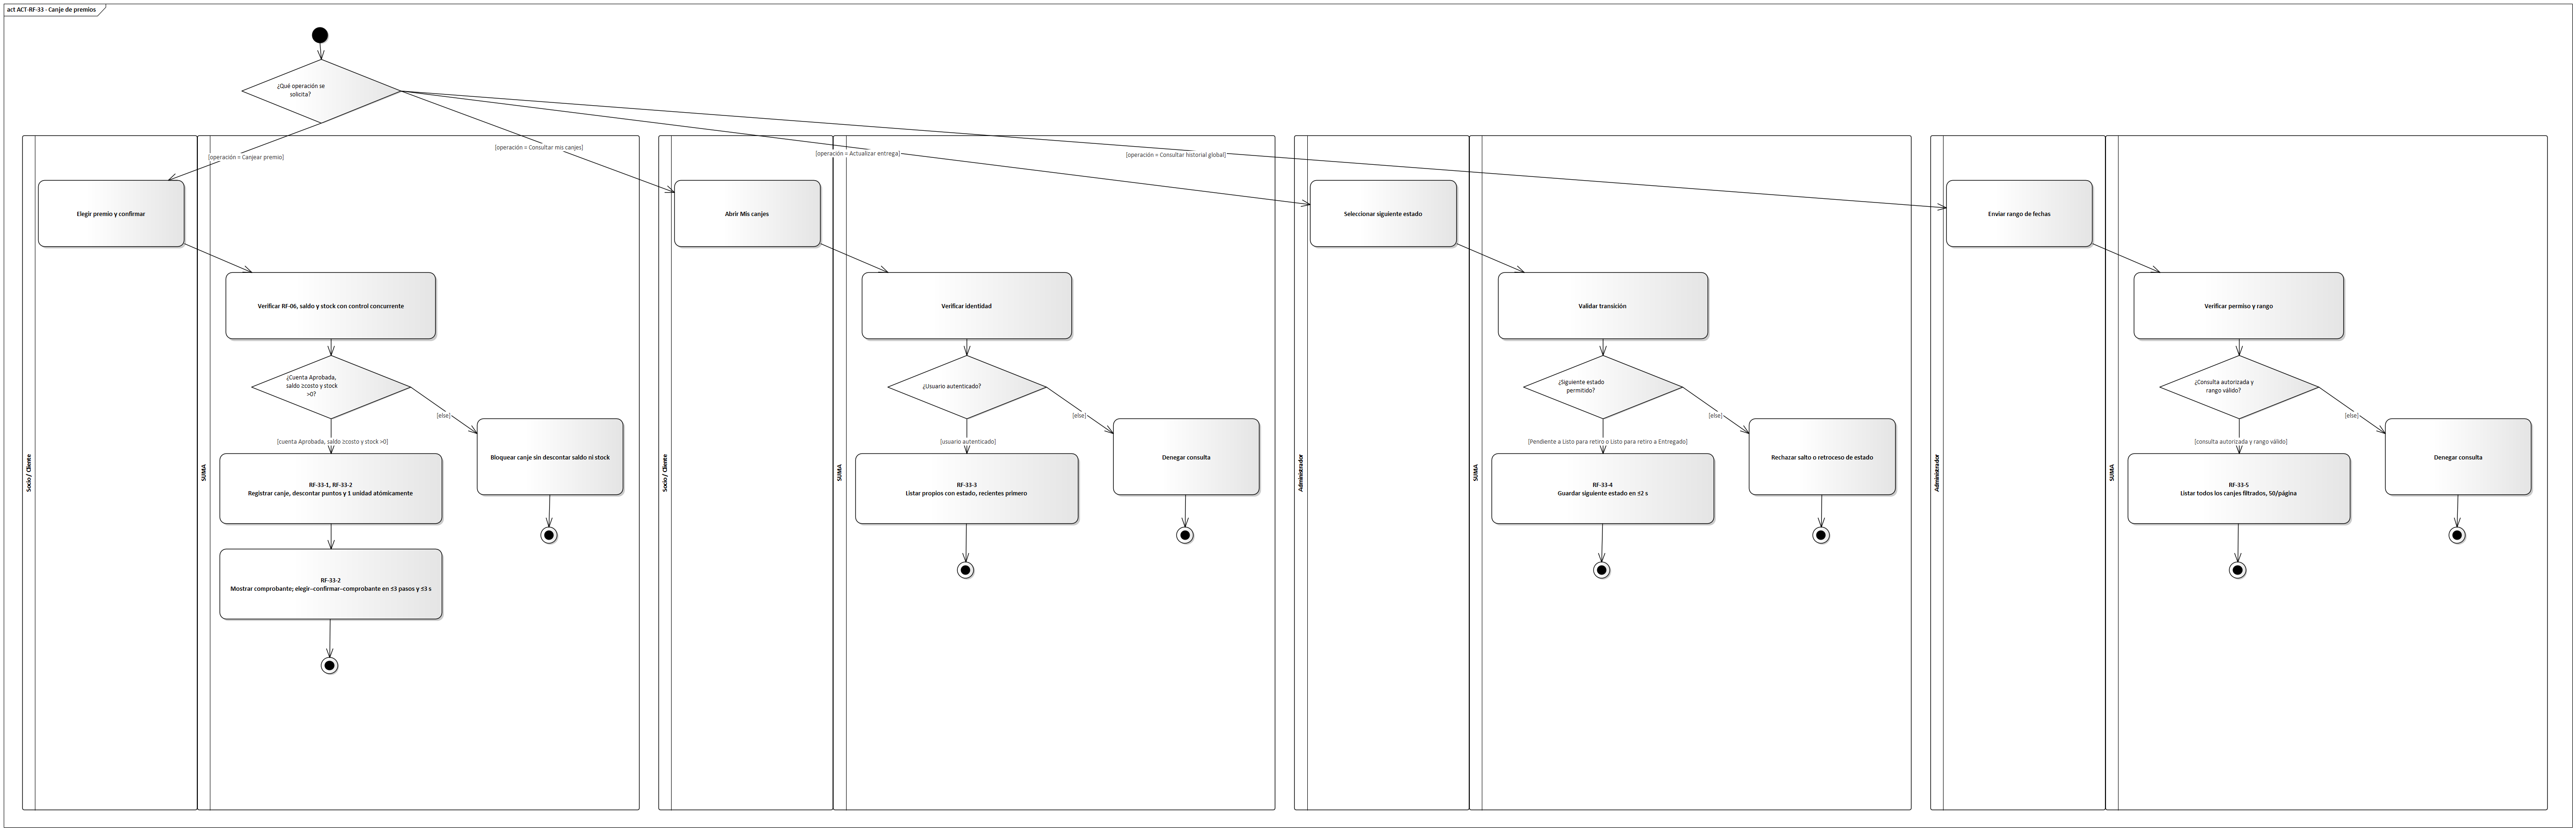 act ACT-RF-33 - Canje de premios
¿Qué operación se
solicita?
[operación = Canjear premio]
[operación = Consultar mis canjes]
[operación = Actualizar entrega]
[operación = Consultar historial global]
Socio / Cliente
Elegir premio y confirmar
SUMA
Verificar RF-06, saldo y stock con control concurrente
¿Cuenta Aprobada,
saldo ≥costo y stock
>0?
[else]
[cuenta Aprobada, saldo ≥costo y stock >0]
Bloquear canje sin descontar saldo ni stock
RF-33-1, RF-33-2
Registrar canje, descontar puntos y 1 unidad atómicamente
RF-33-2
Mostrar comprobante; elegir-confirmar-comprobante en ≤3 pasos y ≤3 s
Socio / Cliente
Abrir Mis canjes
SUMA
Verificar identidad
¿Usuario autenticado?
[else]
[usuario autenticado]
Denegar consulta
RF-33-3
Listar propios con estado, recientes primero
Administrador
Seleccionar siguiente estado
SUMA
Validar transición
¿Siguiente estado
permitido?
[else]
[Pendiente a Listo para retiro o Listo para retiro a Entregado]
Rechazar salto o retroceso de estado
RF-33-4
Guardar siguiente estado en ≤2 s
Administrador
Enviar rango de fechas
SUMA
Verificar permiso y rango
¿Consulta autorizada y
rango válido?
[else]
[consulta autorizada y rango válido]
Denegar consulta
RF-33-5
Listar todos los canjes filtrados, 50/página